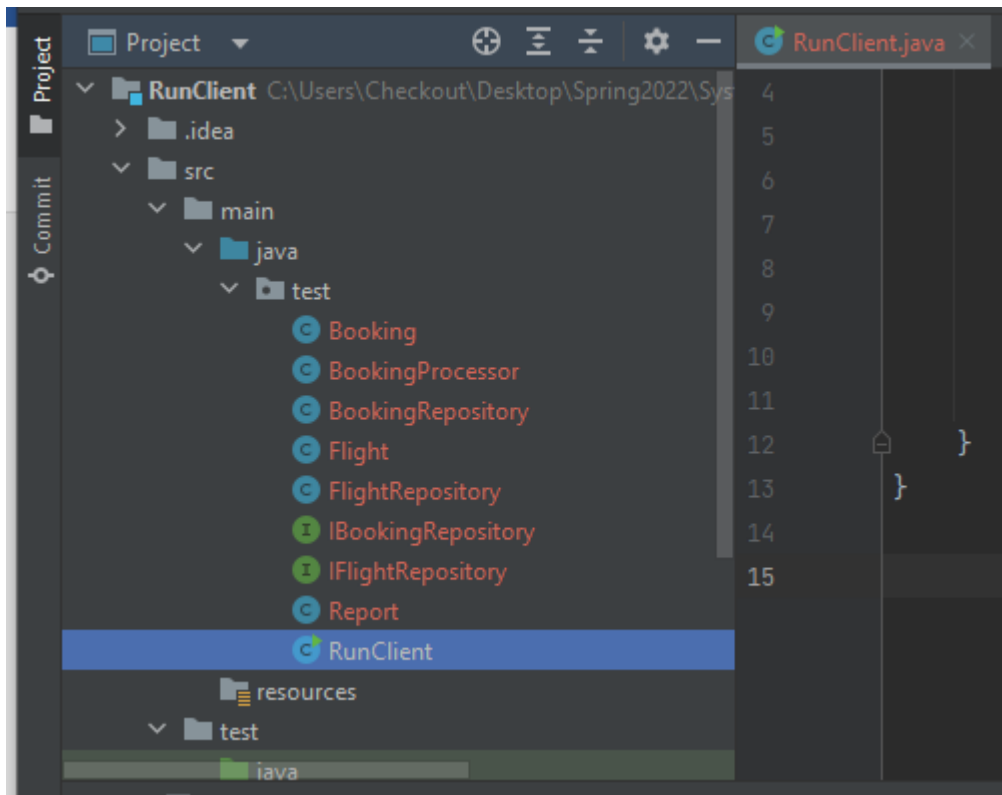 Project
RunClient.java
Project
Commit
RunClient C:\Users\Checkout\Desktop\Spring2022\Sys
.idea
src
main
java
test
Booking
BookingProcessor
BookingRepository
Flight
FlightRepository
IBookingRepository
IFlightRepository
Report
RunClient
resources
test
java
4
5
6
7
8
9
10
11
12 }
13 }
14
15